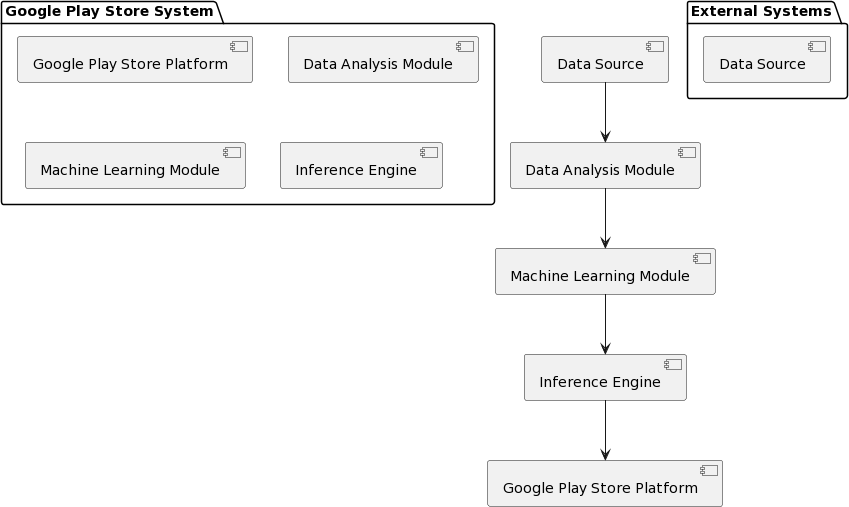 Google Play Store System
Google Play Store Platform
Data Analysis Module
Machine Learning Module
Inference Engine
Data Source
Data Analysis Module
Machine Learning Module
Inference Engine
Google Play Store Platform
External Systems
Data Source